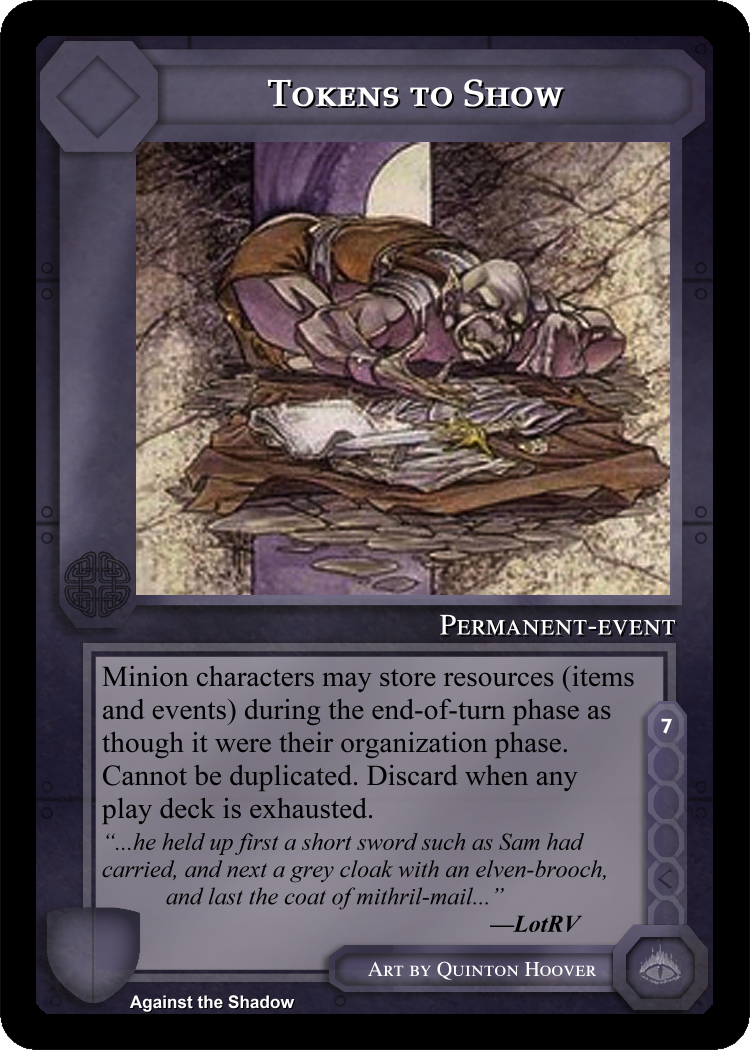 Tokens to Show
Permanent-event
Minion characters may store resources (items
and events) during the end-of-turn phase as
though it were their organization phase.
Cannot be duplicated. Discard when any
play deck is exhausted.
7
“...he held up first a short sword such as Sam had
carried, and next a grey cloak with an elven-brooch,
and last the coat of mithril-mail...”
—LotRV
Art by Quinton Hoover
Against the Shadow